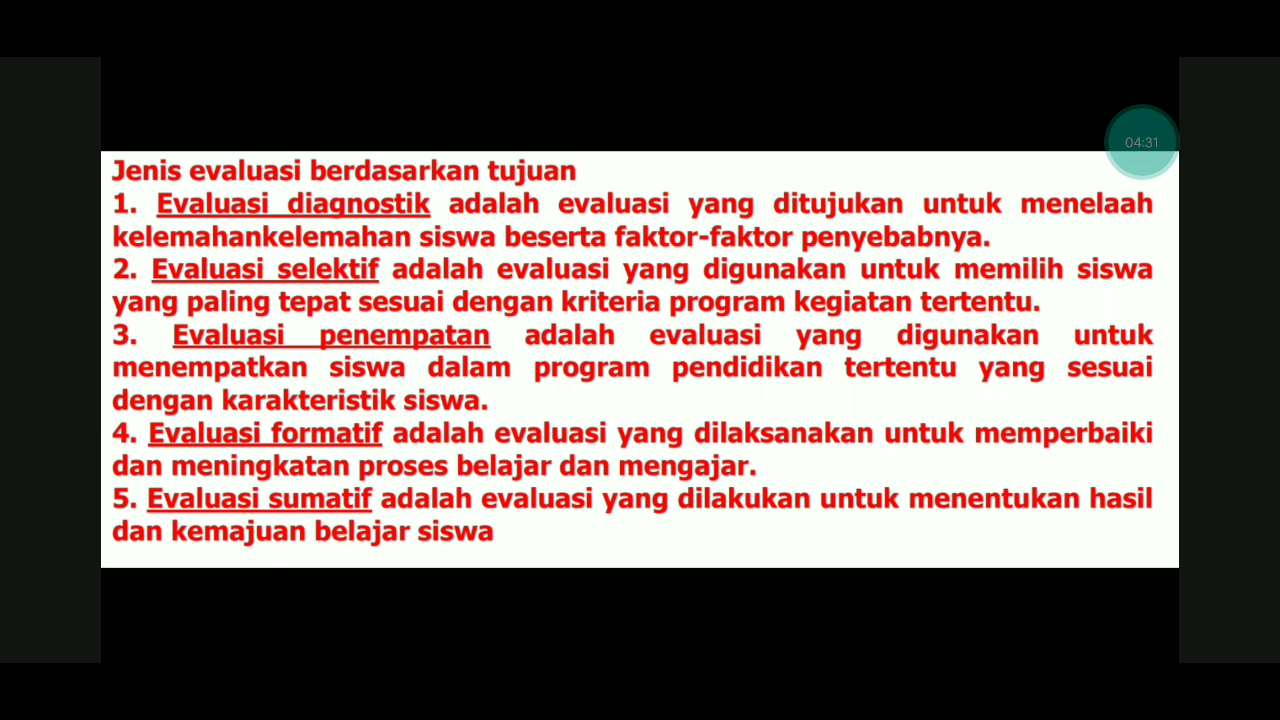 04:31
Jenis evaluasi berdasarkan tujuan
1. Evaluasi diagnostik adalah evaluasi yang ditujukan untuk menelaah
kelemahankelemahan siswa beserta faktor-faktor penyebabnya.
2. Evaluasi selektif adalah evaluasi yang digunakan untuk memilih siswa
yang paling tepat sesuai dengan kriteria program kegiatan tertentu.
3. Evaluasi penempatan adalah evaluasi yang digunakan untuk
menempatkan siswa dalam program pendidikan tertentu yang sesuai
dengan karakteristik siswa.
4. Evaluasi formatif adalah evaluasi yang dilaksanakan untuk memperbaiki
dan meningkatan proses belajar dan mengajar.
5. Evaluasi sumatif adalah evaluasi yang dilakukan untuk menentukan hasil
dan kemajuan belajar siswa